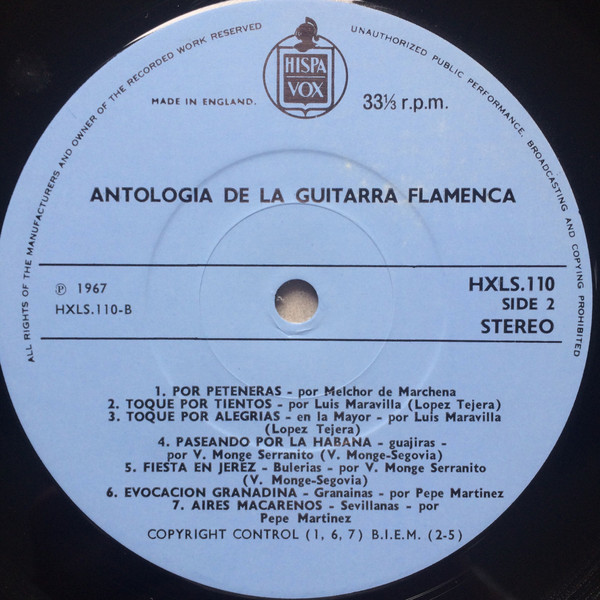 ALL RIGHTS OF THE MANUFACTURERS AND OWNER OF THE RECORDED WORK RESERVED
UNAUTHORIZED PUBLIC PERFORMANCE, BROADCASTING AND COPYING PROHIBITED
HISPA
VOX
MADE IN ENGLAND.
33⅓ r.p.m.
ANTOLOGIA DE LA GUITARRA FLAMENCA
℗ 1967
HXLS.110-B
HXLS.110
SIDE 2
STEREO
1. POR PETENERAS - por Melchor de Marchena
2. TOQUE POR TIENTOS - por Luis Maravilla (Lopez Tejera)
3. TOQUE POR ALEGRIAS - en la Mayor - por Luis Maravilla
(Lopez Tejera)
4. PASEANDO POR LA HABANA - guajiras -
por V. Monge Serranito (V. Monge-Segovia)
5. FIESTA EN JEREZ - Bulerias - por V. Monge Serranito
(V. Monge-Segovia)
6. EVOCACION GRANADINA - Granainas - por Pepe Martinez
7. AIRES MACARENOS - Sevillanas - por
Pepe Martinez
COPYRIGHT CONTROL (1, 6, 7) B.I.E.M. (2-5)